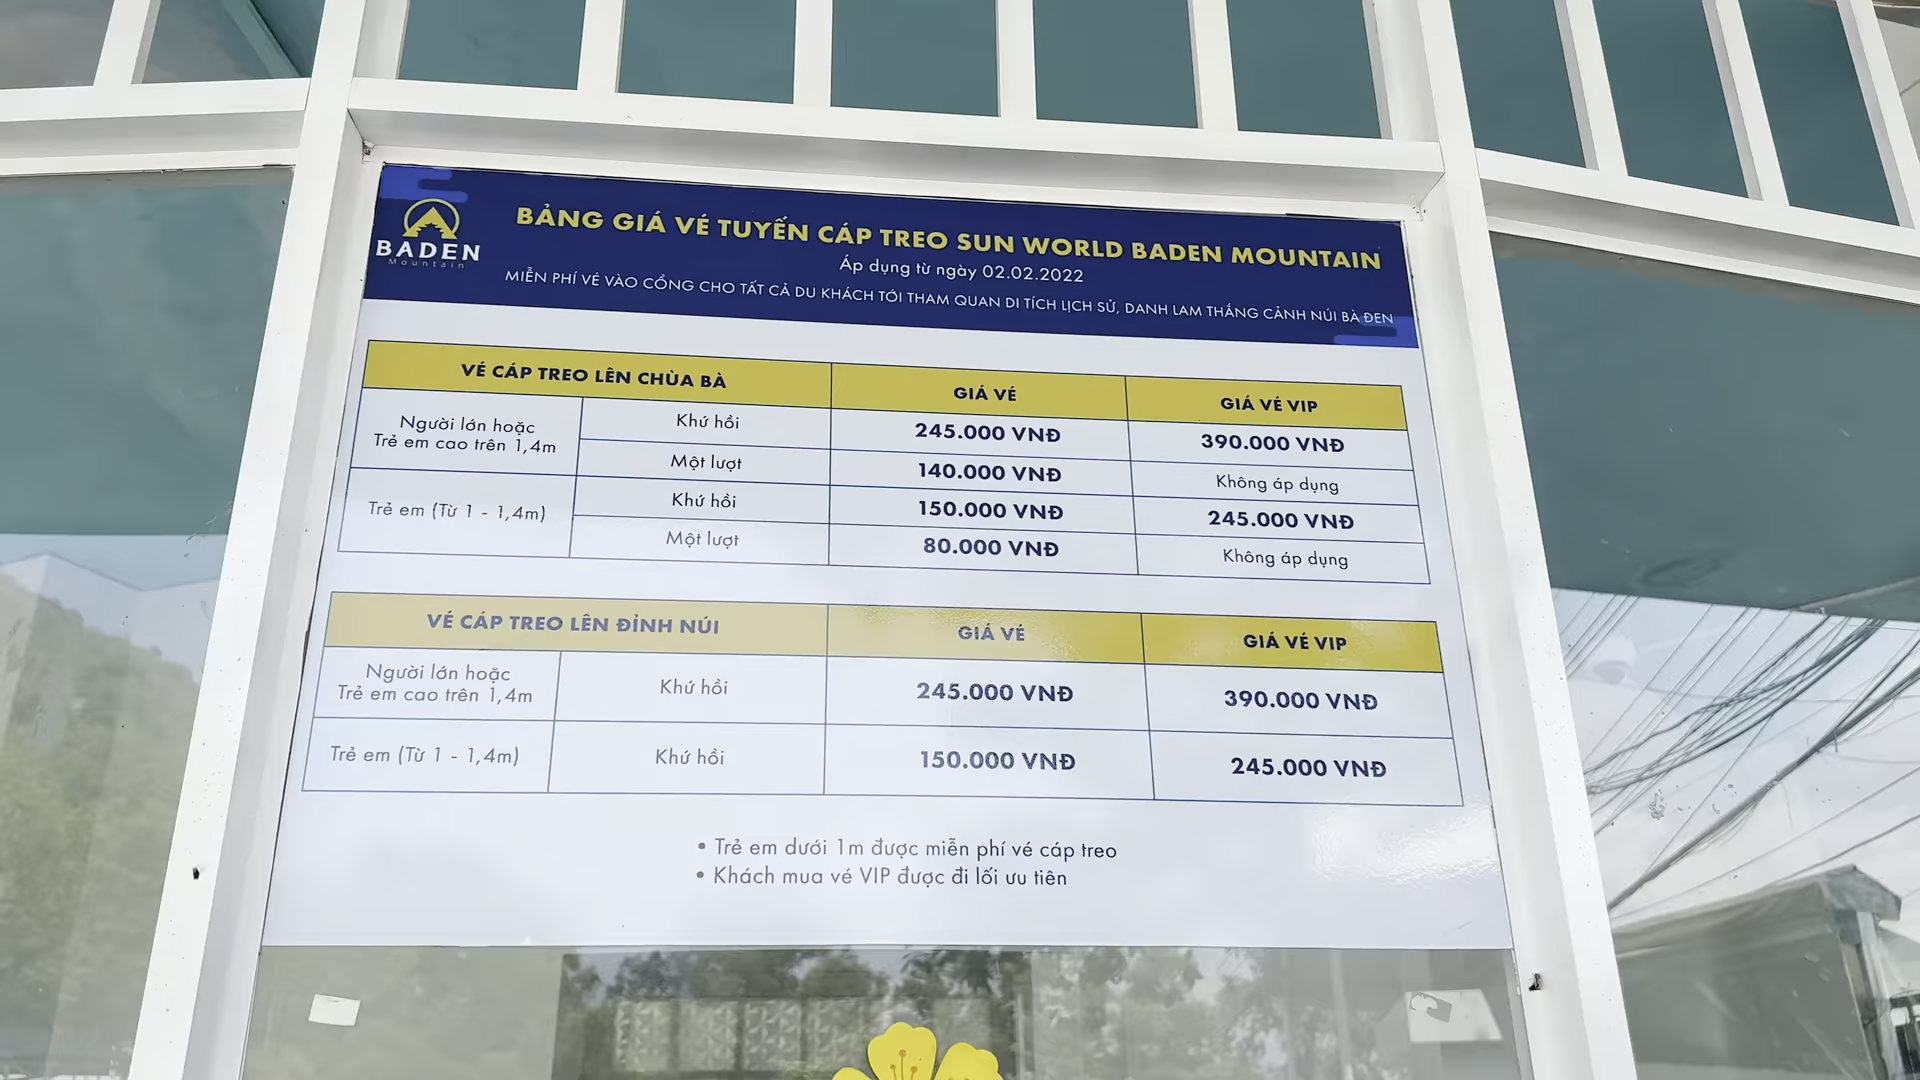 BADEN
Mountain
BẢNG GIÁ VÉ TUYẾN CÁP TREO SUN WORLD BADEN MOUNTAIN
Áp dụng từ ngày 02.02.2022
MIỄN PHÍ VÉ VÀO CỔNG CHO TẤT CẢ DU KHÁCH TỚI THAM QUAN DI TÍCH LỊCH SỬ, DANH LAM THẮNG CẢNH NÚI BÀ ĐEN
VÉ CÁP TREO LÊN CHÙA BÀ GIÁ VÉ GIÁ VÉ VIP
Người lớn hoặc
Trẻ em cao trên 1,4m
Khứ hồi 245.000 VNĐ 390.000 VNĐ
Một lượt 140.000 VNĐ Không áp dụng
Trẻ em (Từ 1 - 1,4m)
Khứ hồi 150.000 VNĐ 245.000 VNĐ
Một lượt 80.000 VNĐ Không áp dụng
VÉ CÁP TREO LÊN ĐỈNH NÚI GIÁ VÉ GIÁ VÉ VIP
Người lớn hoặc
Trẻ em cao trên 1,4m
Khứ hồi 245.000 VNĐ 390.000 VNĐ
Trẻ em (Từ 1 - 1,4m) Khứ hồi 150.000 VNĐ 245.000 VNĐ
• Trẻ em dưới 1m được miễn phí vé cáp treo
• Khách mua vé VIP được đi lối ưu tiên